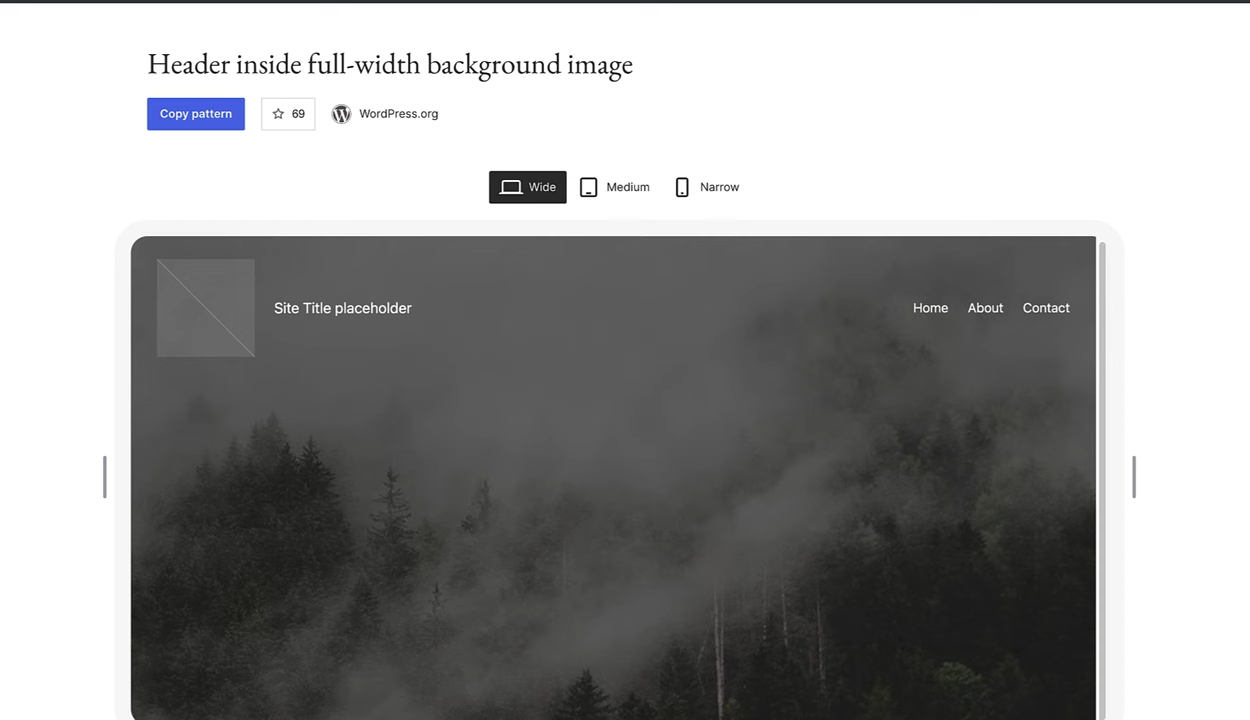 Header inside full-width background image
Copy pattern
69
WordPress.org
Wide
Medium
Narrow
Site Title placeholder
Home
About
Contact